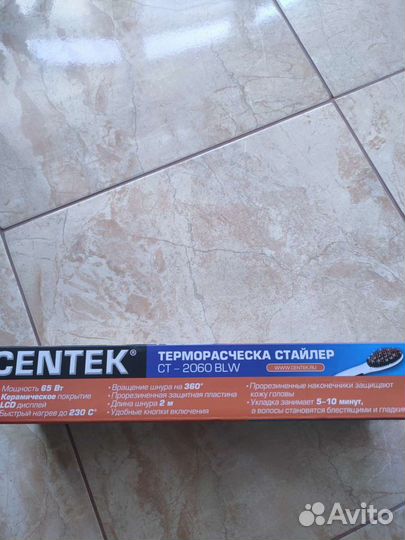 CENTEK®
ТЕРМОРАСЧЕСКА СТАЙЛЕР
CT – 2060 BLW
WWW.CENTEK.RU
Мощность 65 Вт
Керамическое покрытие
LCD дисплей
Быстрый нагрев до 230 C°
• Вращение шнура на 360°
• Прорезиненная защитная пластина
• Длина шнура 2 м
• Удобные кнопки включения
• Прорезиненные наконечники защищают
кожу головы
• Укладка занимает 5–10 минут,
а волосы становятся блестящими и гладкими
Avito